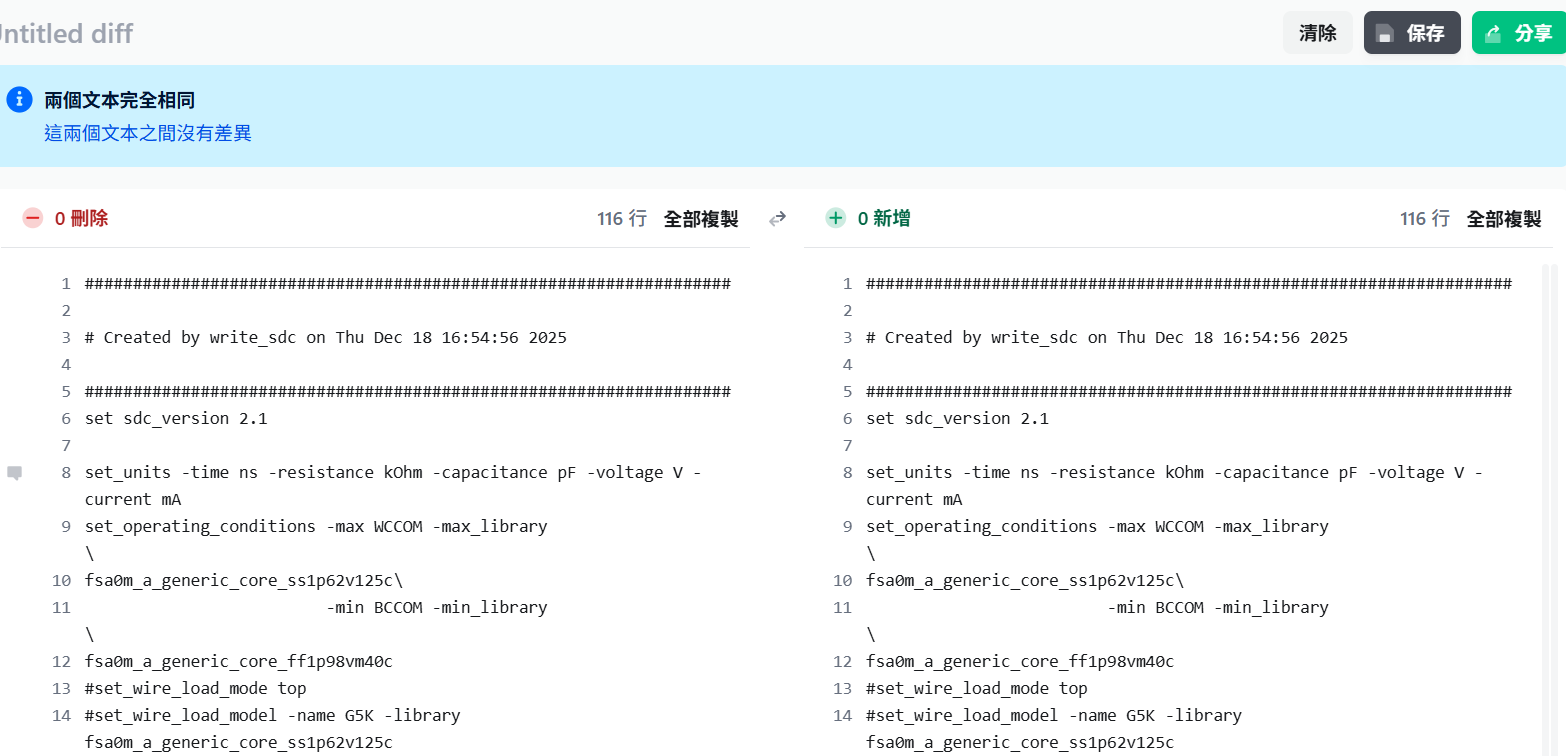 Untitled diff
清除
保存
分享
兩個文本完全相同
這兩個文本之間沒有差異
0 刪除
116 行
全部複製
0 新增
116 行
全部複製
1 ###################################################################
2
3 # Created by write_sdc on Thu Dec 18 16:54:56 2025
4
5 ###################################################################
6 set sdc_version 2.1
7
8 set_units -time ns -resistance kOhm -capacitance pF -voltage V -
current mA
9 set_operating_conditions -max WCCOM -max_library
\
10 fsa0m_a_generic_core_ss1p62v125c\
11                          -min BCCOM -min_library
\
12 fsa0m_a_generic_core_ff1p98vm40c
13 #set_wire_load_mode top
14 #set_wire_load_model -name G5K -library
fsa0m_a_generic_core_ss1p62v125c
1 ###################################################################
2
3 # Created by write_sdc on Thu Dec 18 16:54:56 2025
4
5 ###################################################################
6 set sdc_version 2.1
7
8 set_units -time ns -resistance kOhm -capacitance pF -voltage V -
current mA
9 set_operating_conditions -max WCCOM -max_library
\
10 fsa0m_a_generic_core_ss1p62v125c\
11                          -min BCCOM -min_library
\
12 fsa0m_a_generic_core_ff1p98vm40c
13 #set_wire_load_mode top
14 #set_wire_load_model -name G5K -library
fsa0m_a_generic_core_ss1p62v125c